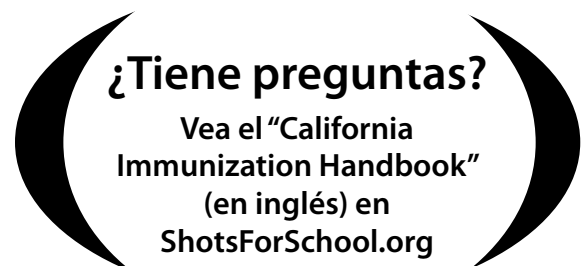 ¿Tiene preguntas?
Vea el “California
Immunization Handbook”
(en inglés) en
ShotsForSchool.org